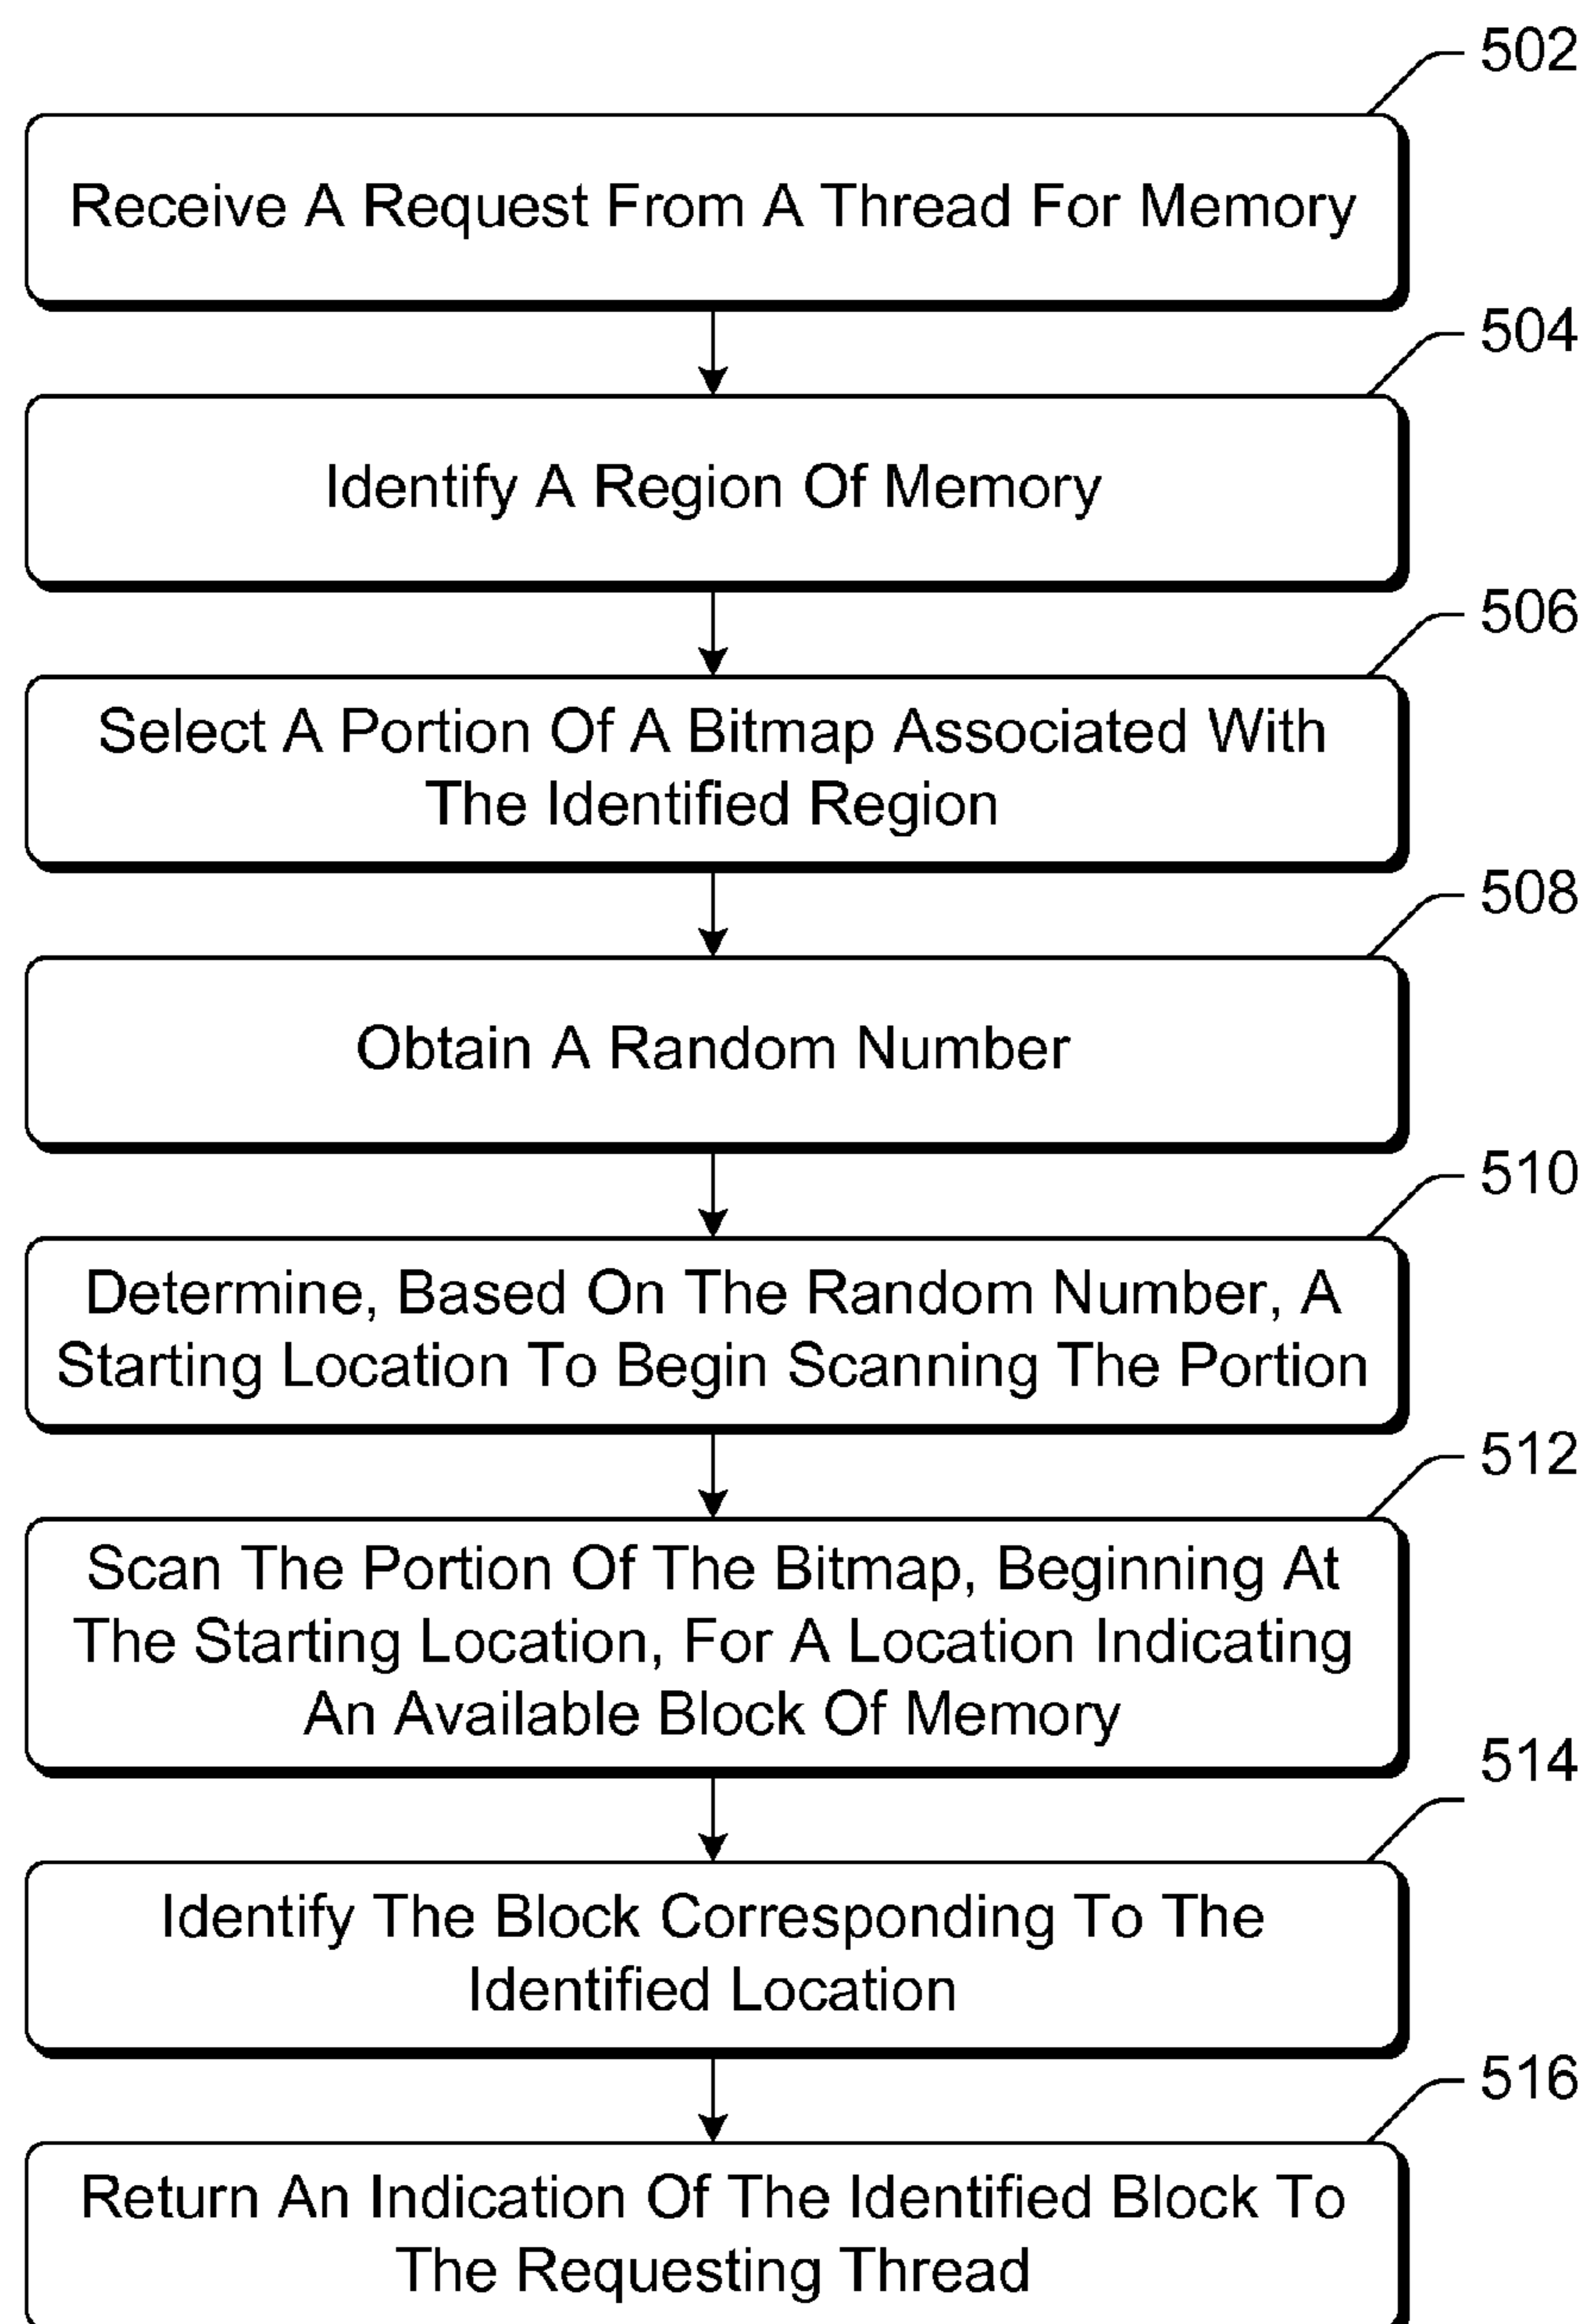 502
Receive A Request From A Thread For Memory
504
Identify A Region Of Memory
506
Select A Portion Of A Bitmap Associated With
The Identified Region
508
Obtain A Random Number
510
Determine, Based On The Random Number, A
Starting Location To Begin Scanning The Portion
512
Scan The Portion Of The Bitmap, Beginning At
The Starting Location, For A Location Indicating
An Available Block Of Memory
514
Identify The Block Corresponding To The
Identified Location
516
Return An Indication Of The Identified Block To
The Requesting Thread